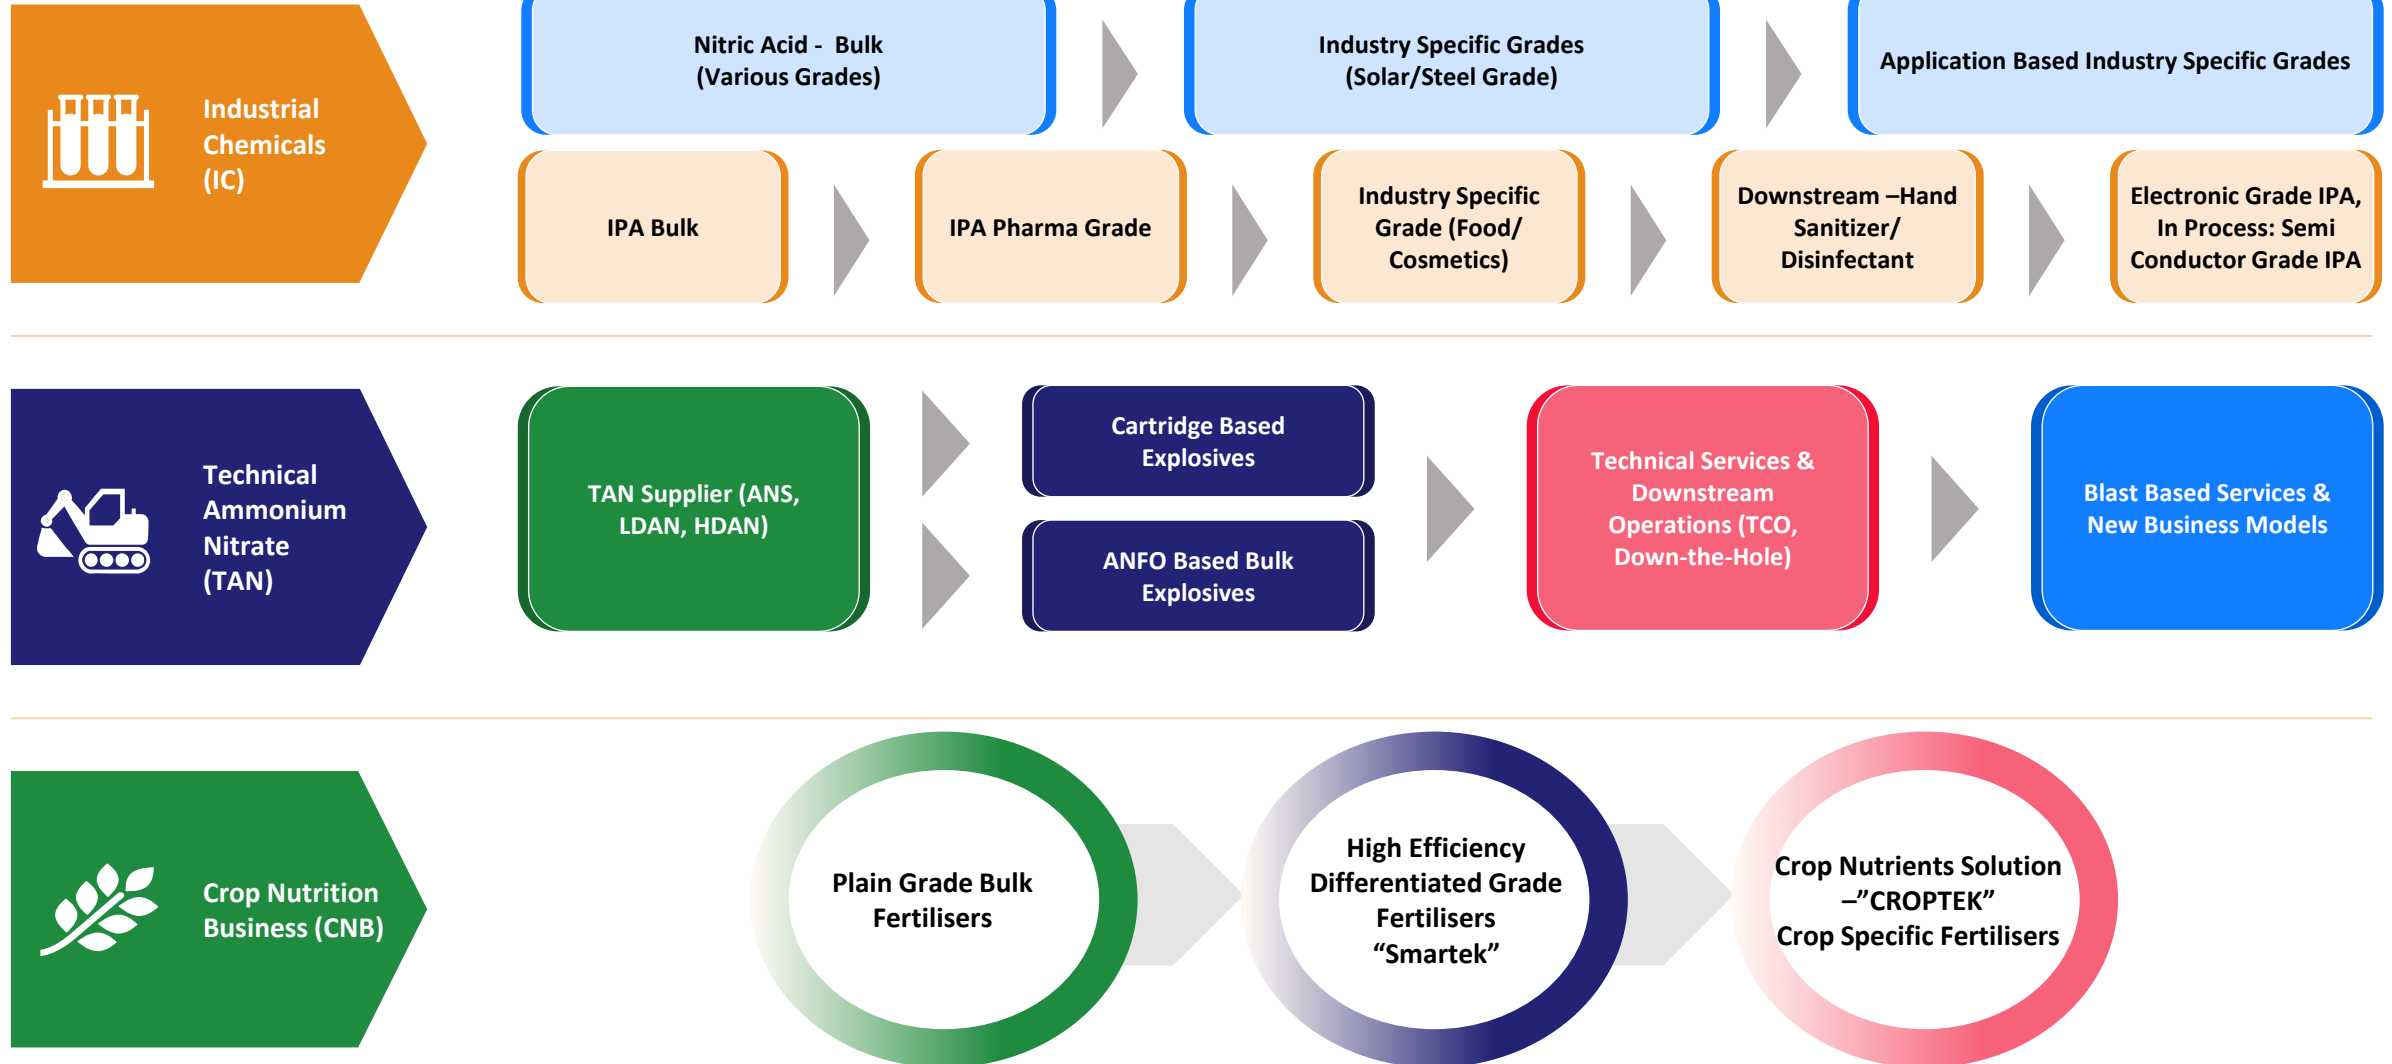 Industrial
Chemicals
(IC)
Nitric Acid - Bulk
(Various Grades)
Industry Specific Grades
(Solar/Steel Grade)
Application Based Industry Specific Grades
IPA Bulk
IPA Pharma Grade
Industry Specific
Grade (Food/
Cosmetics)
Downstream –Hand
Sanitizer/
Disinfectant
Electronic Grade IPA,
In Process: Semi
Conductor Grade IPA
Technical
Ammonium
Nitrate
(TAN)
TAN Supplier (ANS,
LDAN, HDAN)
Cartridge Based
Explosives
ANFO Based Bulk
Explosives
Technical Services &
Downstream
Operations (TCO,
Down-the-Hole)
Blast Based Services &
New Business Models
Crop Nutrition
Business (CNB)
Plain Grade Bulk
Fertilisers
High Efficiency
Differentiated Grade
Fertilisers
“Smartek”
Crop Nutrients Solution
–”CROPTEK”
Crop Specific Fertilisers